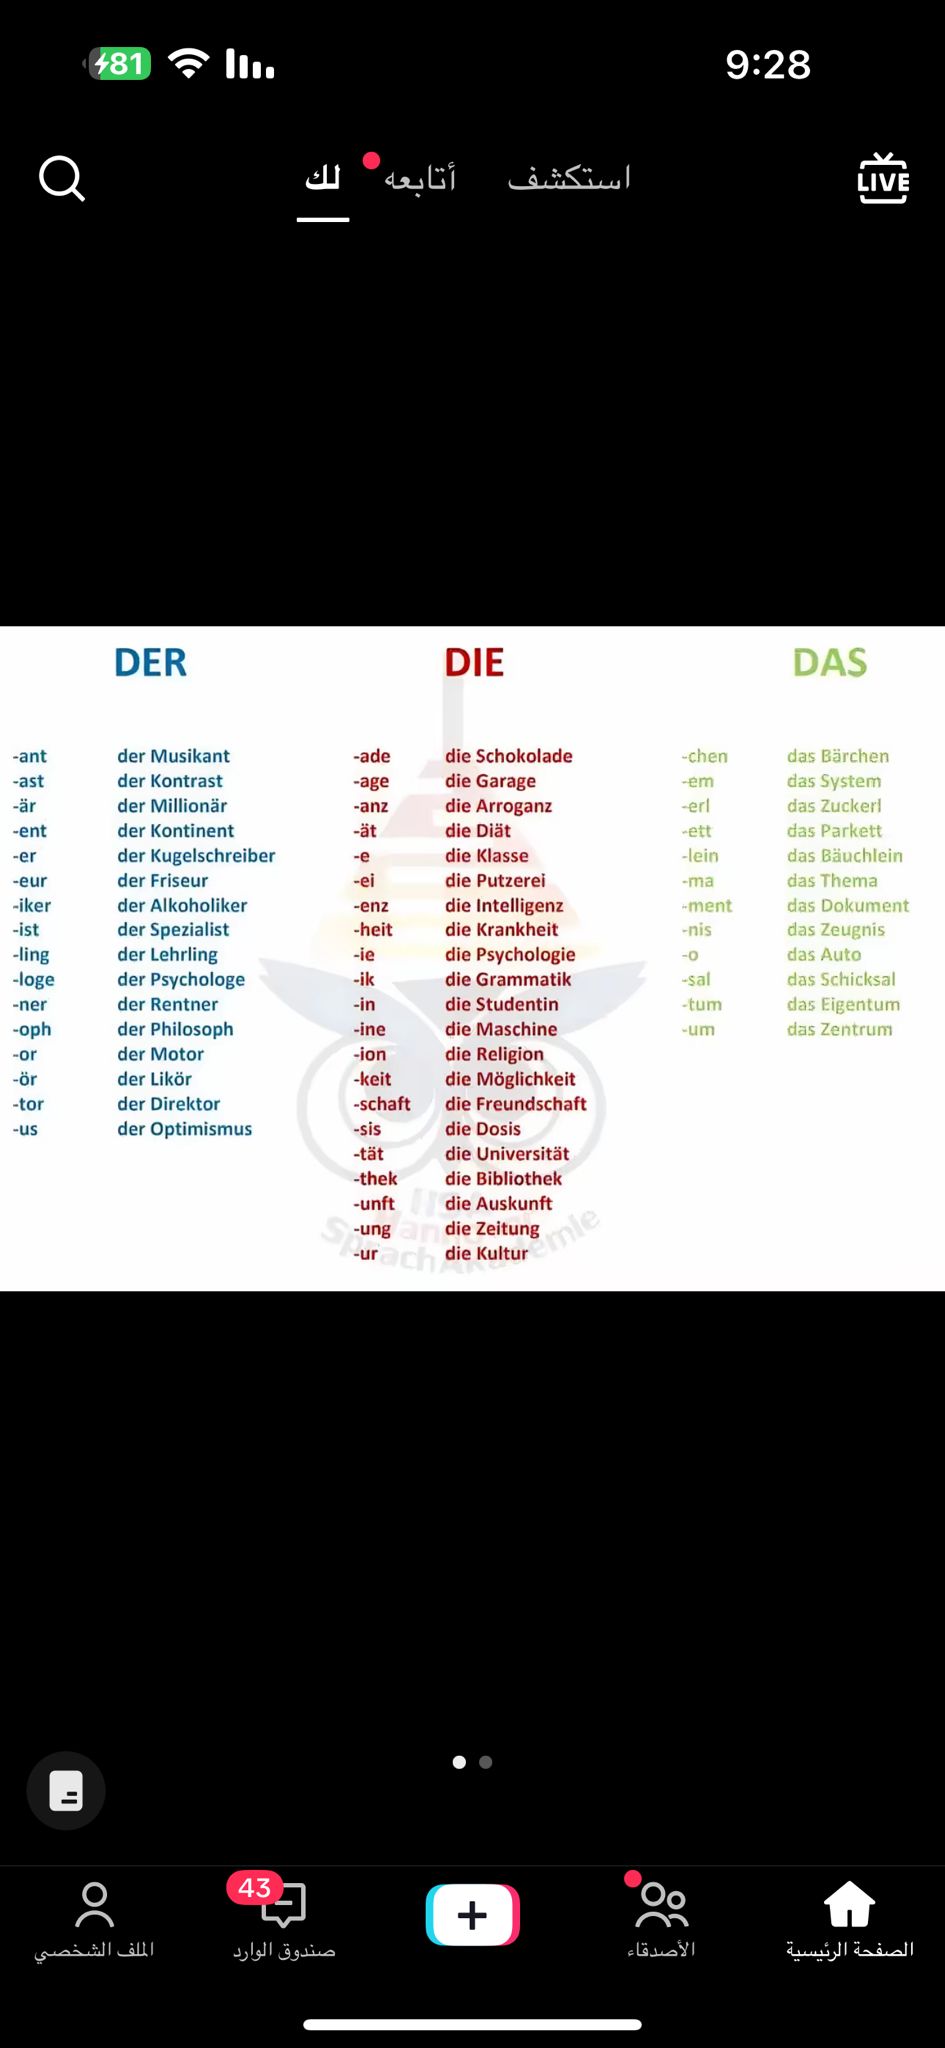 81
9:28
استكشف
أتابعه
لك
LIVE
DER DIE DAS
-ant der Musikant -ade die Schokolade -chen das Bärchen
-ast der Kontrast -age die Garage -em das System
-är der Millionär -anz die Arroganz -erl das Zuckerl
-ent der Kontinent -ät die Diät -ett das Parkett
-er der Kugelschreiber -e die Klasse -lein das Bäuchlein
-eur der Friseur -ei die Putzerei -ma das Thema
-iker der Alkoholiker -enz die Intelligenz -ment das Dokument
-ist der Spezialist -heit die Krankheit -nis das Zeugnis
-ling der Lehrling -ie die Psychologie -o das Auto
-loge der Psychologe -ik die Grammatik -sal das Schicksal
-ner der Rentner -in die Studentin -tum das Eigentum
-oph der Philosoph -ine die Maschine -um das Zentrum
-or der Motor -ion die Religion
-ör der Likör -keit die Möglichkeit
-tor der Direktor -schaft die Freundschaft
-us der Optimismus -sis die Dosis
-tät die Universität
-thek die Bibliothek
-unft die Auskunft
-ung die Zeitung
-ur die Kultur
SprachAkademie
43
الصفحة الرئيسية
الأصدقاء
صندوق الوارد
الملف الشخصي